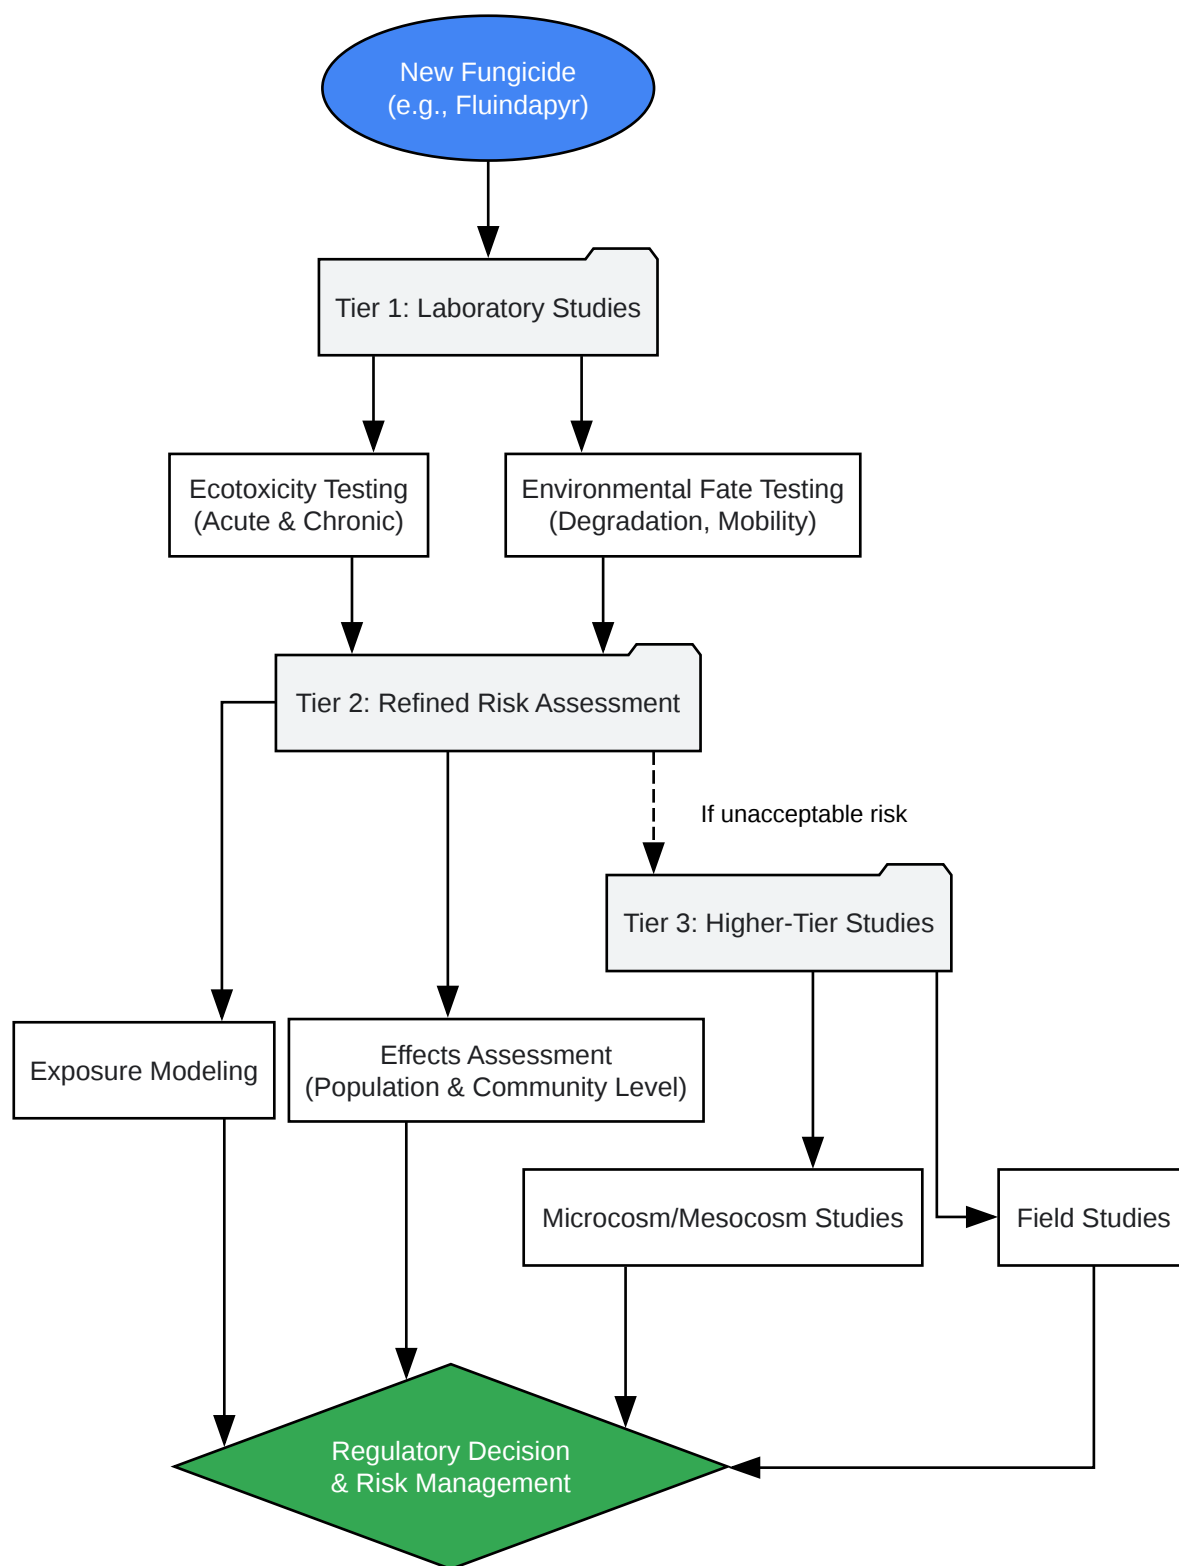 New Fungicide
(e.g., Fluindapyr)
Tier 1: Laboratory Studies
Ecotoxicity Testing
(Acute & Chronic)
Environmental Fate Testing
(Degradation, Mobility)
Tier 2: Refined Risk Assessment
If unacceptable risk
Tier 3: Higher-Tier Studies
Exposure Modeling
Effects Assessment
(Population & Community Level)
Microcosm/Mesocosm Studies
Field Studies
Regulatory Decision
& Risk Management